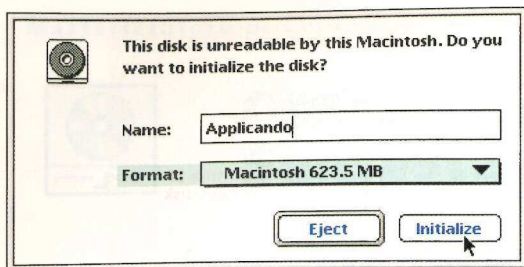 This disk is unreadable by this Macintosh. Do you
want to initialize the disk?
Name: Applicando
Format: Macintosh 623.5 MB
Eject Initialize